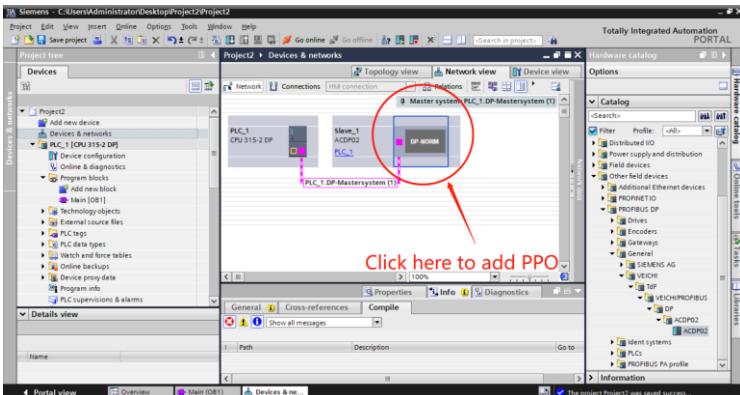 Siemens - C:\Users\Administrator\Desktop\Project2\Project2
Project Edit View Insert Online Options Tools Window Help
Save project Go online Go offline <Search in project>
Totally Integrated Automation
PORTAL
Project tree
Project2 ▸ Devices & networks
Hardware catalog
Devices
Topology view Network view Device view
Options
Network Connections HMI connection Relations
Master system: PLC_1.DP-Mastersystem (1)
Catalog
<Search>
Filter Profile: <All>
Project2
Add new device
Devices & networks
PLC_1 [CPU 315-2 DP]
Device configuration
Online & diagnostics
Program blocks
Add new block
Main [OB1]
Technology objects
External source files
PLC tags
PLC data types
Watch and force tables
Online backups
Device proxy data
Program info
PLC supervisions & alarms
PLC_1
CPU 315-2 DP
Slave_1
ACDP02
PLC_1
DP-NORM
PLC_1.DP-Mastersystem (1)
Click here to add PPO
100%
Distributed I/O
Power supply and distribution
Field devices
Other field devices
Additional Ethernet devices
PROFINET IO
PROFIBUS DP
Drives
Encoders
Gateways
General
SIEMENS AG
VEICHI
TdF
VEICHI/PROFIBUS
DP
ACDP02
ACDP02
Ident systems
PLCs
PROFIBUS PA profile
Information
Properties Info Diagnostics
General Cross-references Compile
Show all messages
! Path Description Go to
Details view
Name
Devices & networks
Hardware catalog
Online tools
Tasks
Libraries
Portal view Overview Main (OB1) Devices & ne...
The project Project2 was saved success...